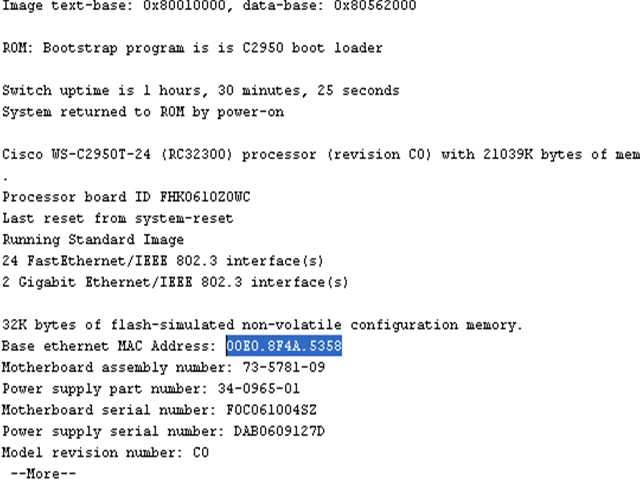 Image text-base: 0x80010000, data-base: 0x80562000
ROM: Bootstrap program is is C2950 boot loader
Switch uptime is 1 hours, 30 minutes, 25 seconds
System returned to ROM by power-on
Cisco WS-C2950T-24 (RC32300) processor (revision C0) with 21039K bytes of mem
.
Processor board ID FHK0610Z0WC
Last reset from system-reset
Running Standard Image
24 FastEthernet/IEEE 802.3 interface(s)
2 Gigabit Ethernet/IEEE 802.3 interface(s)
32K bytes of flash-simulated non-volatile configuration memory.
Base ethernet MAC Address: 00E0.8F4A.5358
Motherboard assembly number: 73-5781-09
Power supply part number: 34-0965-01
Motherboard serial number: FOC061004SZ
Power supply serial number: DAB0609127D
Model revision number: C0
--More--